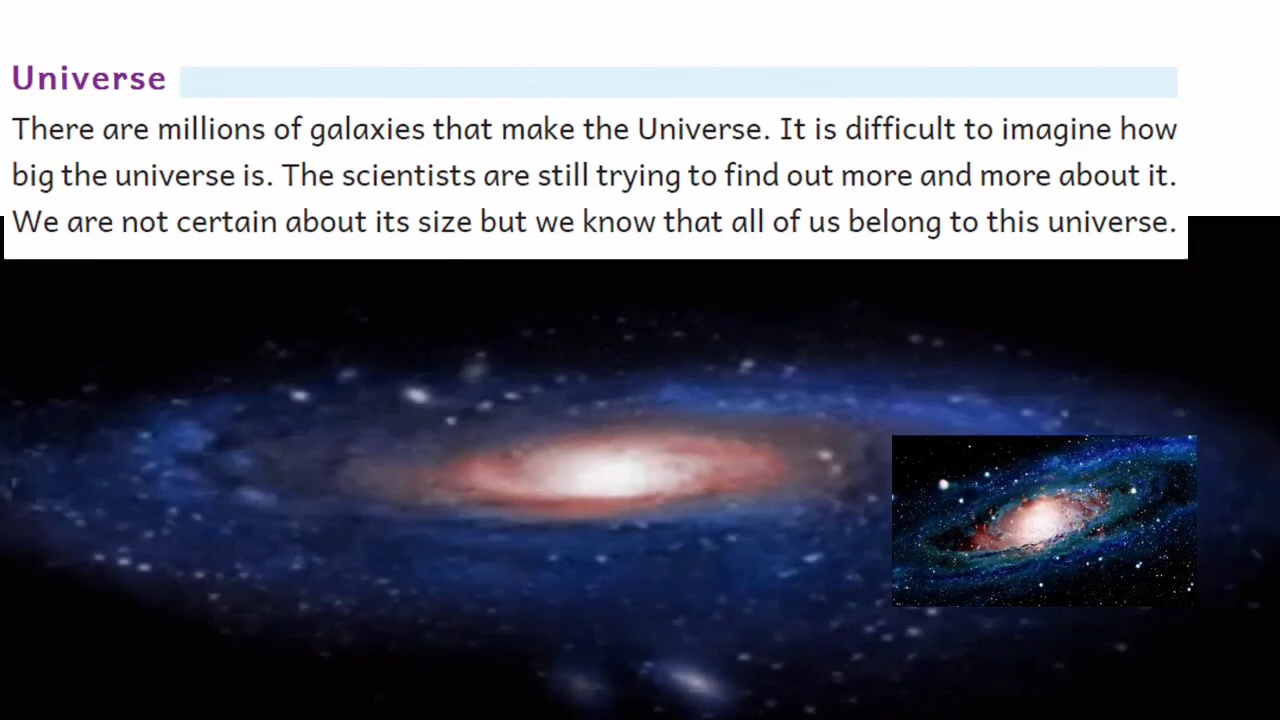 Universe
There are millions of galaxies that make the Universe. It is difficult to imagine how
big the universe is. The scientists are still trying to find out more and more about it.
We are not certain about its size but we know that all of us belong to this universe.